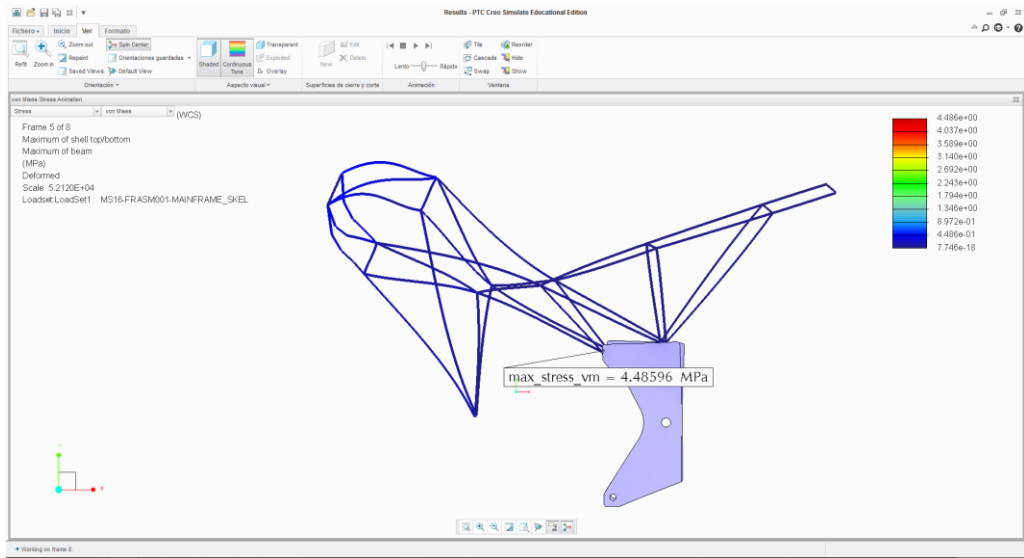 Results - PTC Creo Simulate Educational Edition
Fichero Inicio Ver Formato
Refit Zoom in Zoom out Repaint Saved Views Spin Center Orientaciones guardadas Default View
Orientación
Shaded Continuous Tone Transparent Exploded Overlay
Aspecto visual
New Edit Delete
Superficies de cierre y corte
Lento Rápido
Animación
Tile Cascade Swap Reorder Hide Show
Ventana
von Mises Stress Animation
Stress von Mises (WCS)
Frame 5 of 8
Maximum of shell top/bottom
Maximum of beam
(MPa)
Deformed
Scale 5.2120E+04
Loadset:LoadSet1 : MS16-FRASM001-MAINFRAME_SKEL
4.486e+00
4.037e+00
3.589e+00
3.140e+00
2.692e+00
2.243e+00
1.794e+00
1.346e+00
8.972e-01
4.486e-01
7.746e-18
max_stress_vm = 4.48596 MPa
Y
X
Working on frame 8.